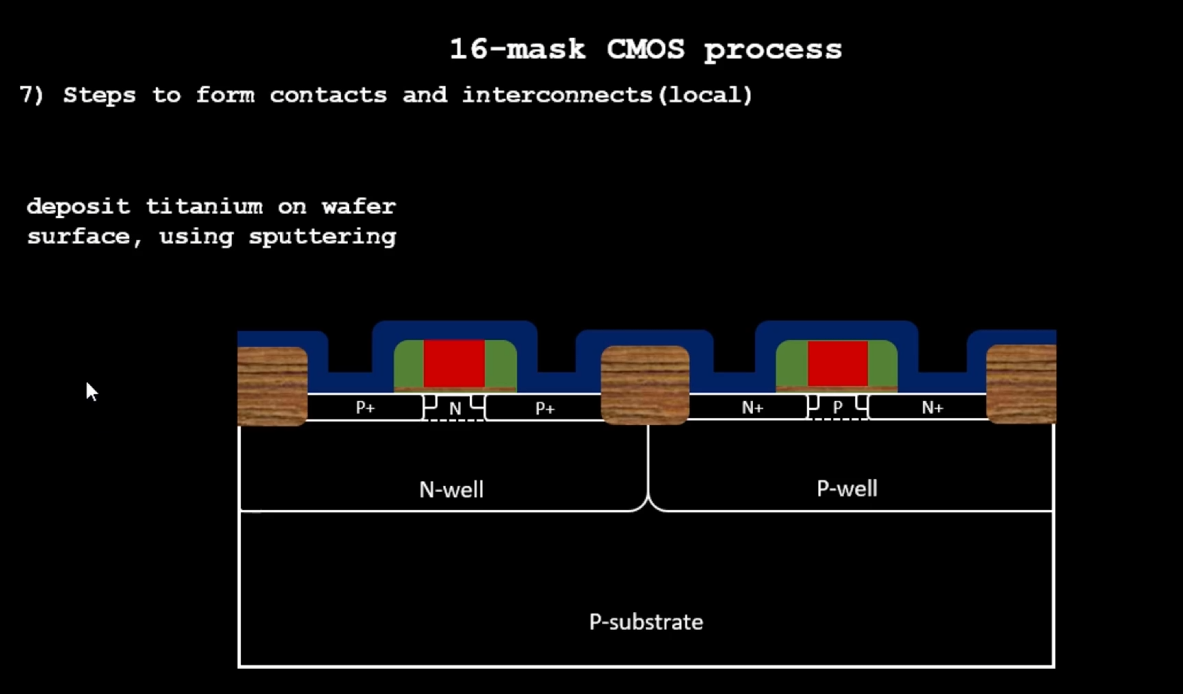 16-mask CMOS process
7) Steps to form contacts and interconnects(local)
deposit titanium on wafer
surface, using sputtering
P+ N P+ N+ P N+
N-well P-well
P-substrate